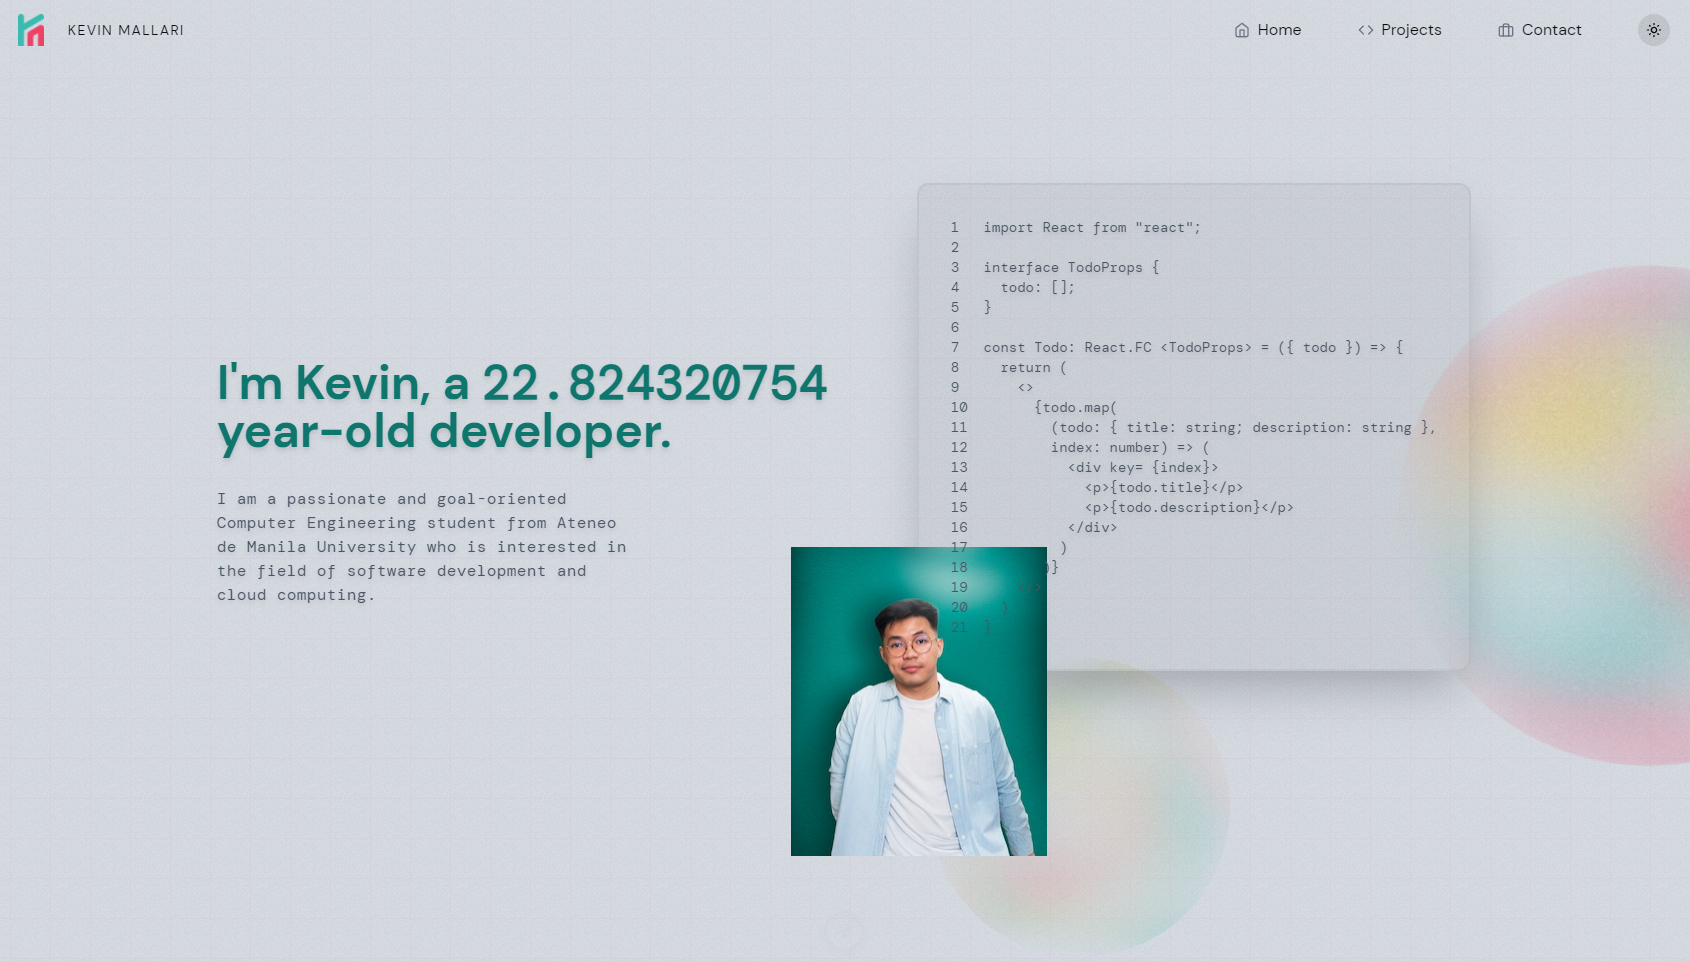 KEVIN MALLARI
Home
Projects
Contact
I'm Kevin, a 22.824320754
year-old developer.
I am a passionate and goal-oriented
Computer Engineering student from Ateneo
de Manila University who is interested in
the field of software development and
cloud computing.
1 import React from "react";
2
3 interface TodoProps {
4   todo: [];
5 }
6
7 const Todo: React.FC <TodoProps> = ({ todo }) => {
8   return (
9     <>
10       {todo.map(
11         (todo: { title: string; description: string },
12         index: number) => (
13           <div key= {index}>
14             <p>{todo.title}</p>
15             <p>{todo.description}</p>
16           </div>
17          )
18        )}
19     </>
20   )
21 }